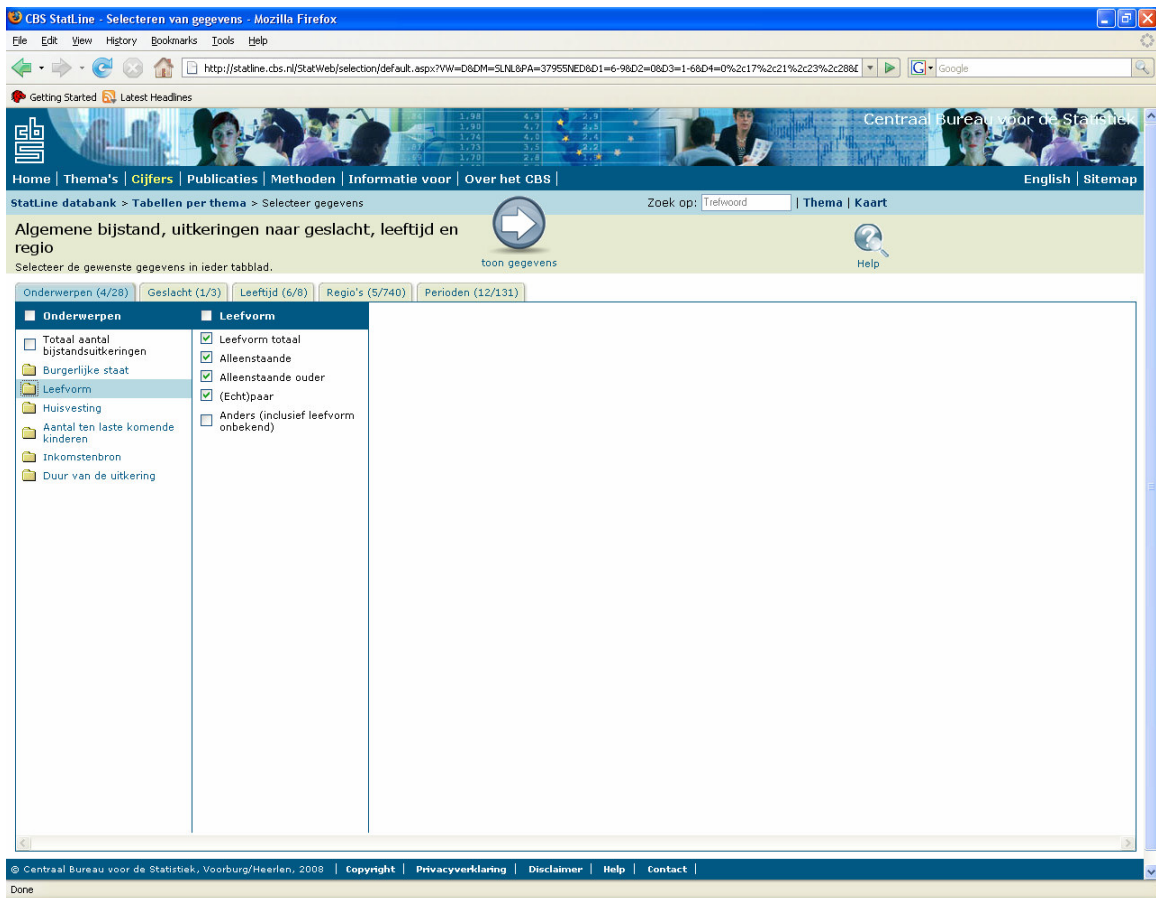 CBS StatLine - Selecteren van gegevens - Mozilla Firefox
File Edit View History Bookmarks Tools Help
http://statline.cbs.nl/StatWeb/selection/default.aspx?VW=D&DM=SLNL&PA=37955NED&D1=6-9&D2=0&D3=1-6&D4=0%2c17%2c21%2c23%2c288&
Google
Getting Started Latest Headlines
Centraal Bureau voor de Statistiek
Home | Thema's | Cijfers | Publicaties | Methoden | Informatie voor | Over het CBS | English | Sitemap
StatLine databank > Tabellen per thema > Selecteer gegevens Zoek op: Trefwoord | Thema | Kaart
Algemene bijstand, uitkeringen naar geslacht, leeftijd en
regio
Selecteer de gewenste gegevens in ieder tabblad.
toon gegevens
Help
Onderwerpen (4/28) Geslacht (1/3) Leeftijd (6/8) Regio's (5/740) Perioden (12/131)
Onderwerpen
Totaal aantal
bijstandsuitkeringen
Burgerlijke staat
Leefvorm
Huisvesting
Aantal ten laste komende
kinderen
Inkomstenbron
Duur van de uitkering
Leefvorm
Leefvorm totaal
Alleenstaande
Alleenstaande ouder
(Echt)paar
Anders (inclusief leefvorm
onbekend)
© Centraal Bureau voor de Statistiek, Voorburg/Heerlen, 2008 | Copyright | Privacyverklaring | Disclaimer | Help | Contact |
Done